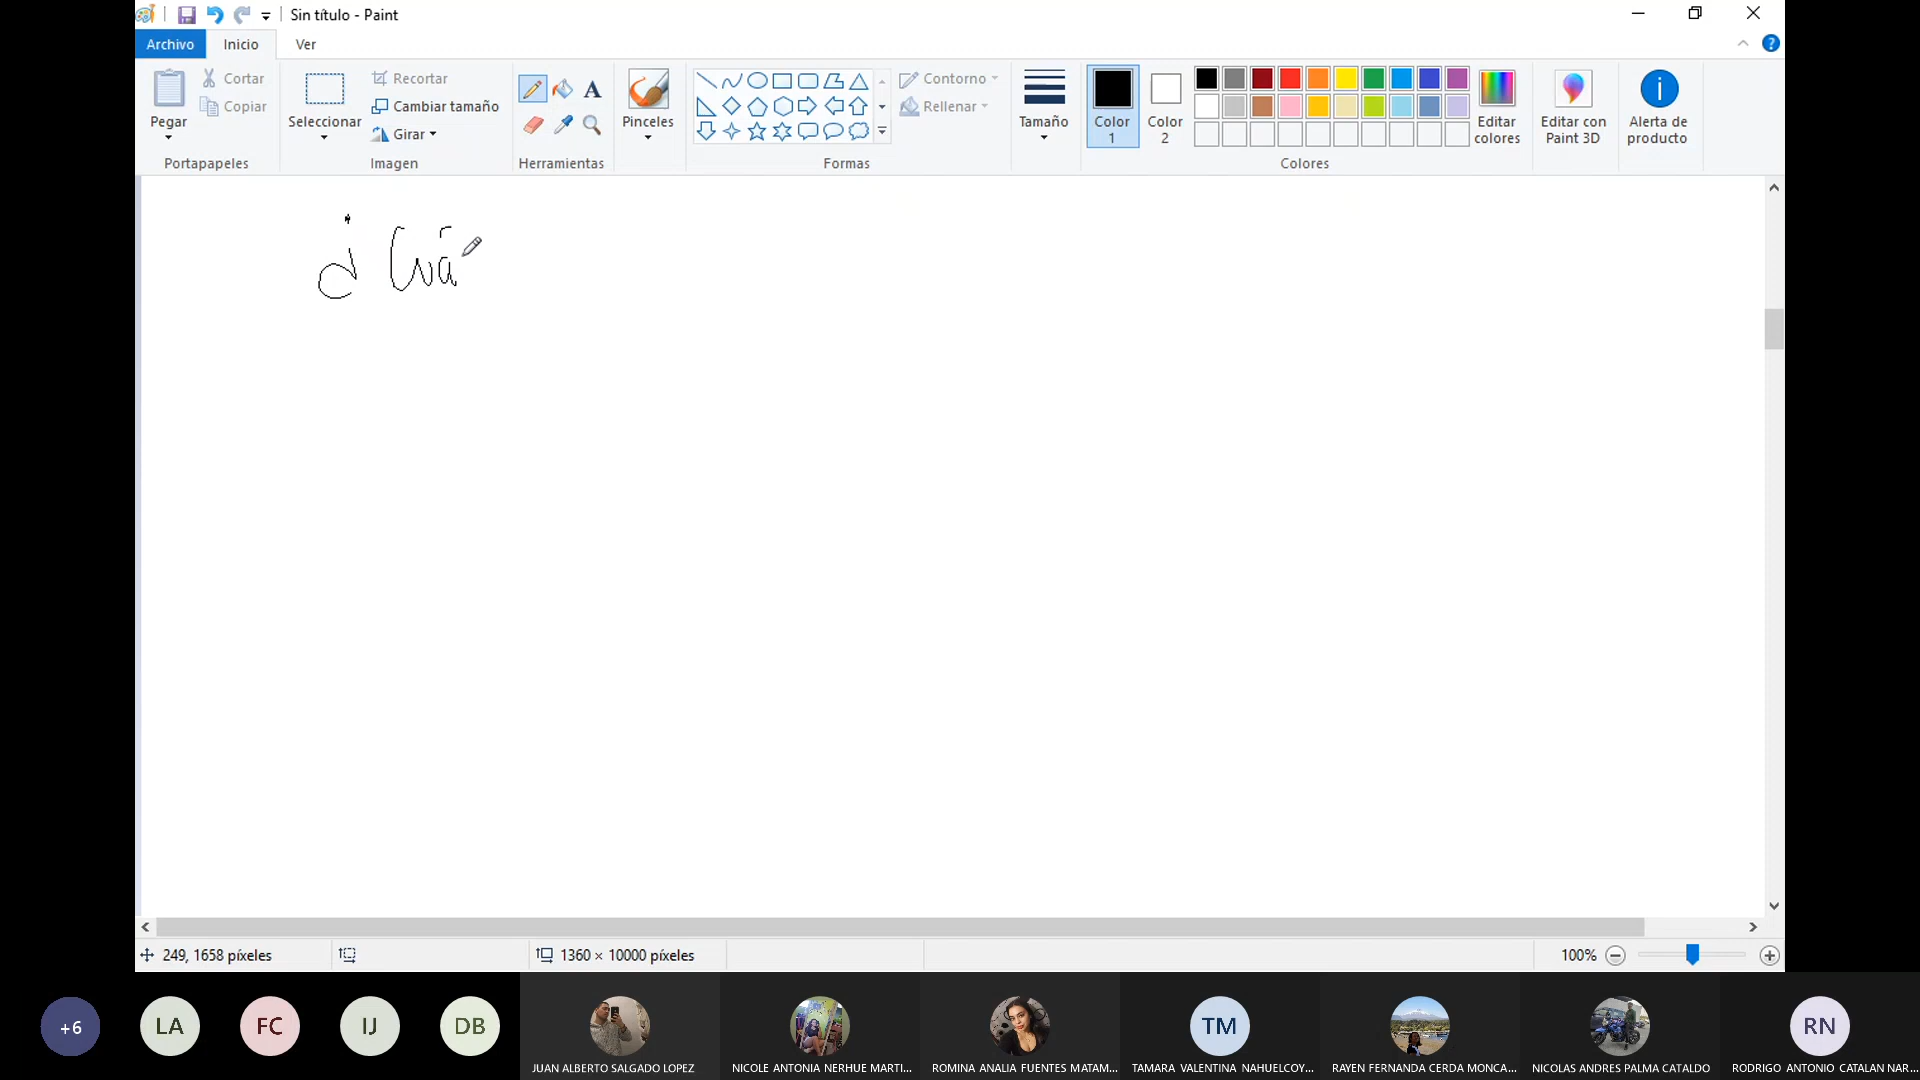 Sin título - Paint
Archivo Inicio Ver
Pegar Cortar Copiar Portapapeles
Seleccionar Recortar Cambiar tamaño Girar Imagen
A Herramientas
Pinceles
Contorno Rellenar Formas
Tamaño
Color 1 Color 2 Editar colores Colores
Editar con Paint 3D
i Alerta de producto
¿ Cuá
249, 1658 píxeles 1360 × 10000 píxeles 100%
+6 LA FC IJ DB TM RN
JUAN ALBERTO SALGADO LOPEZ NICOLE ANTONIA NERHUE MARTI... ROMINA ANALIA FUENTES MATAM... TAMARA VALENTINA NAHUELCOY... RAYEN FERNANDA CERDA MONCA... NICOLAS ANDRES PALMA CATALDO RODRIGO ANTONIO CATALAN NAR...